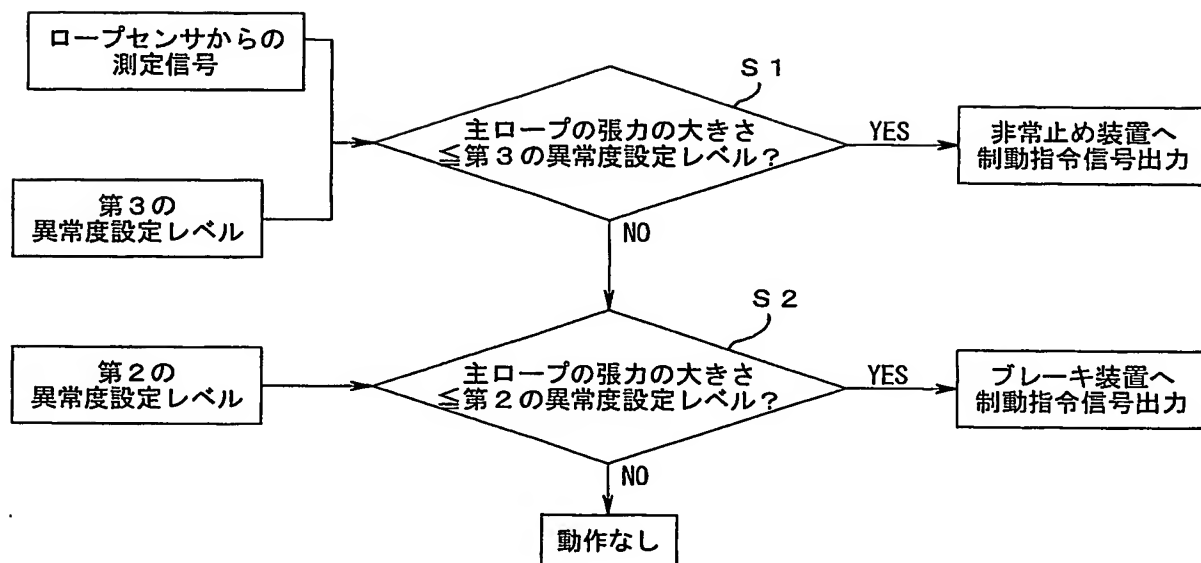 ロープセンサからの
測定信号
S1
主ロープの張力の大きさ
≦第3の異常度設定レベル?
YES
非常止め装置へ
制動指令信号出力
第3の
異常度設定レベル
NO
S2
第2の
異常度設定レベル
主ロープの張力の大きさ
≦第2の異常度設定レベル?
YES
ブレーキ装置へ
制動指令信号出力
NO
動作なし